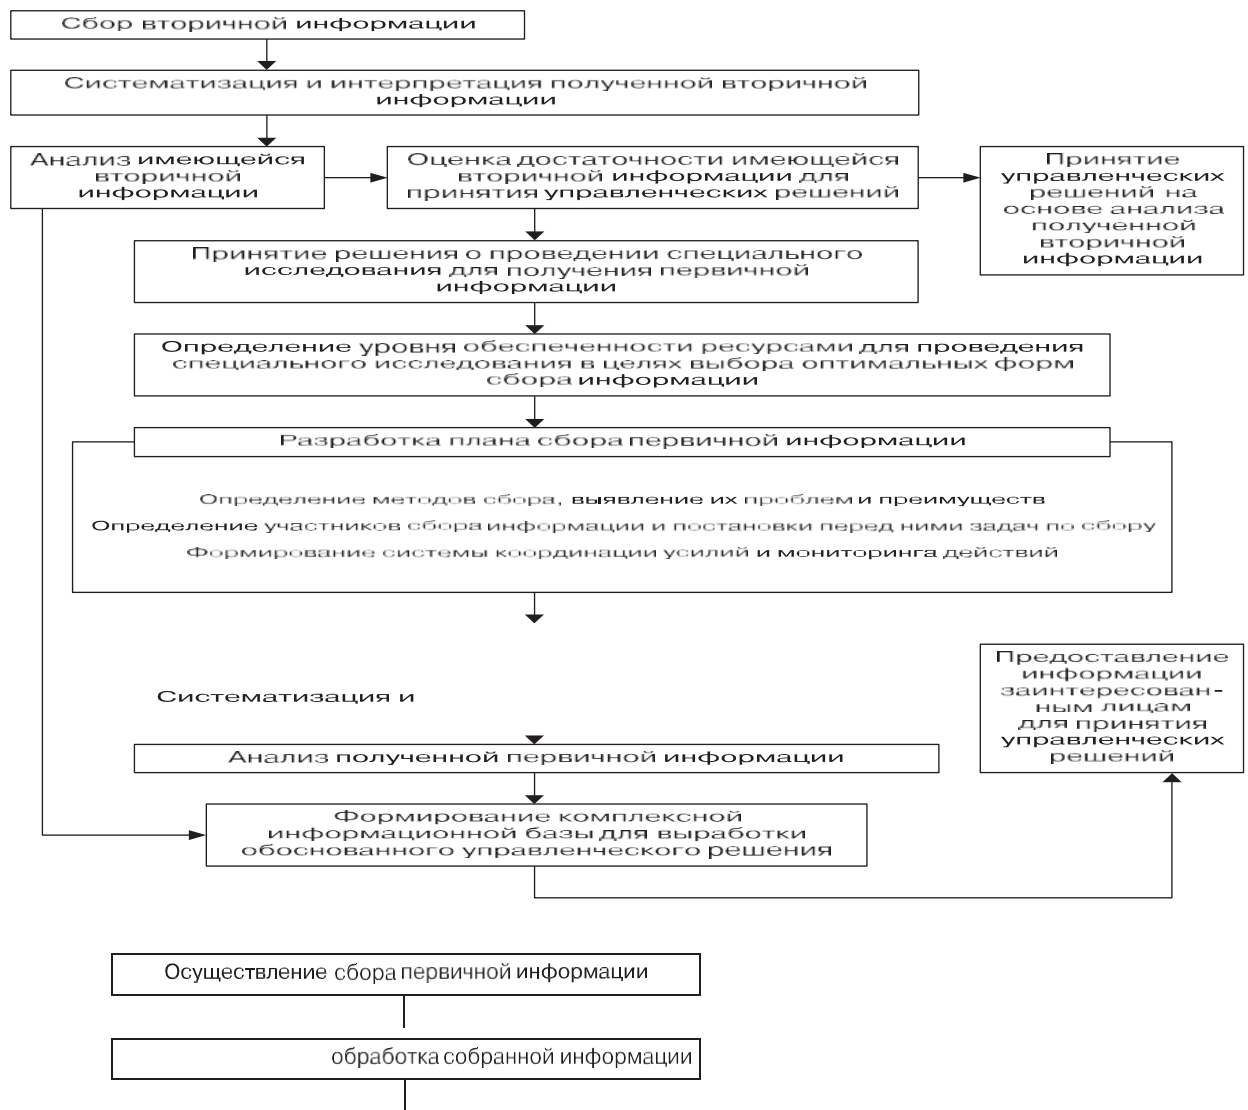 Сбор вторичной информации
Систематизация и интерпретация полученной вторичной
информации
Анализ имеющейся
вторичной
информации
Оценка достаточности имеющейся
вторичной информации для
принятия управленческих решений
Принятие
управленческих
решений на
основе анализа
полученной
вторичной
информации
Принятие решения о проведении специального
исследования для получения первичной
информации
Определение уровня обеспеченности ресурсами для проведения
специального исследования в целях выбора оптимальных форм
сбора информации
Разработка плана сбора первичной информации
Определение методов сбора, выявление их проблем и преимуществ
Определение участников сбора информации и постановки перед ними задач по сбору
Формирование системы координации усилий и мониторинга действий
Систематизация и
Предоставление
информации
заинтересован-
ным лицам
для принятия
управленческих
решений
Анализ полученной первичной информации
Формирование комплексной
информационной базы для выработки
обоснованного управленческого решения
Осуществление сбора первичной информации
обработка собранной информации